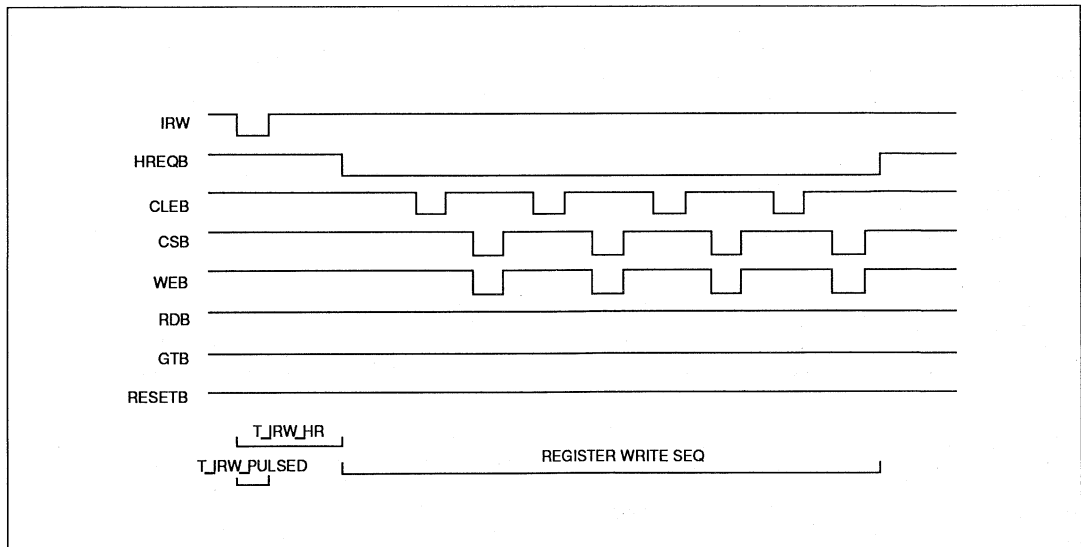 IRW
HREQB
CLEB
CSB
WEB
RDB
GTB
RESETB
T_IRW_HR
REGISTER WRITE SEQ
T_IRW_PULSED